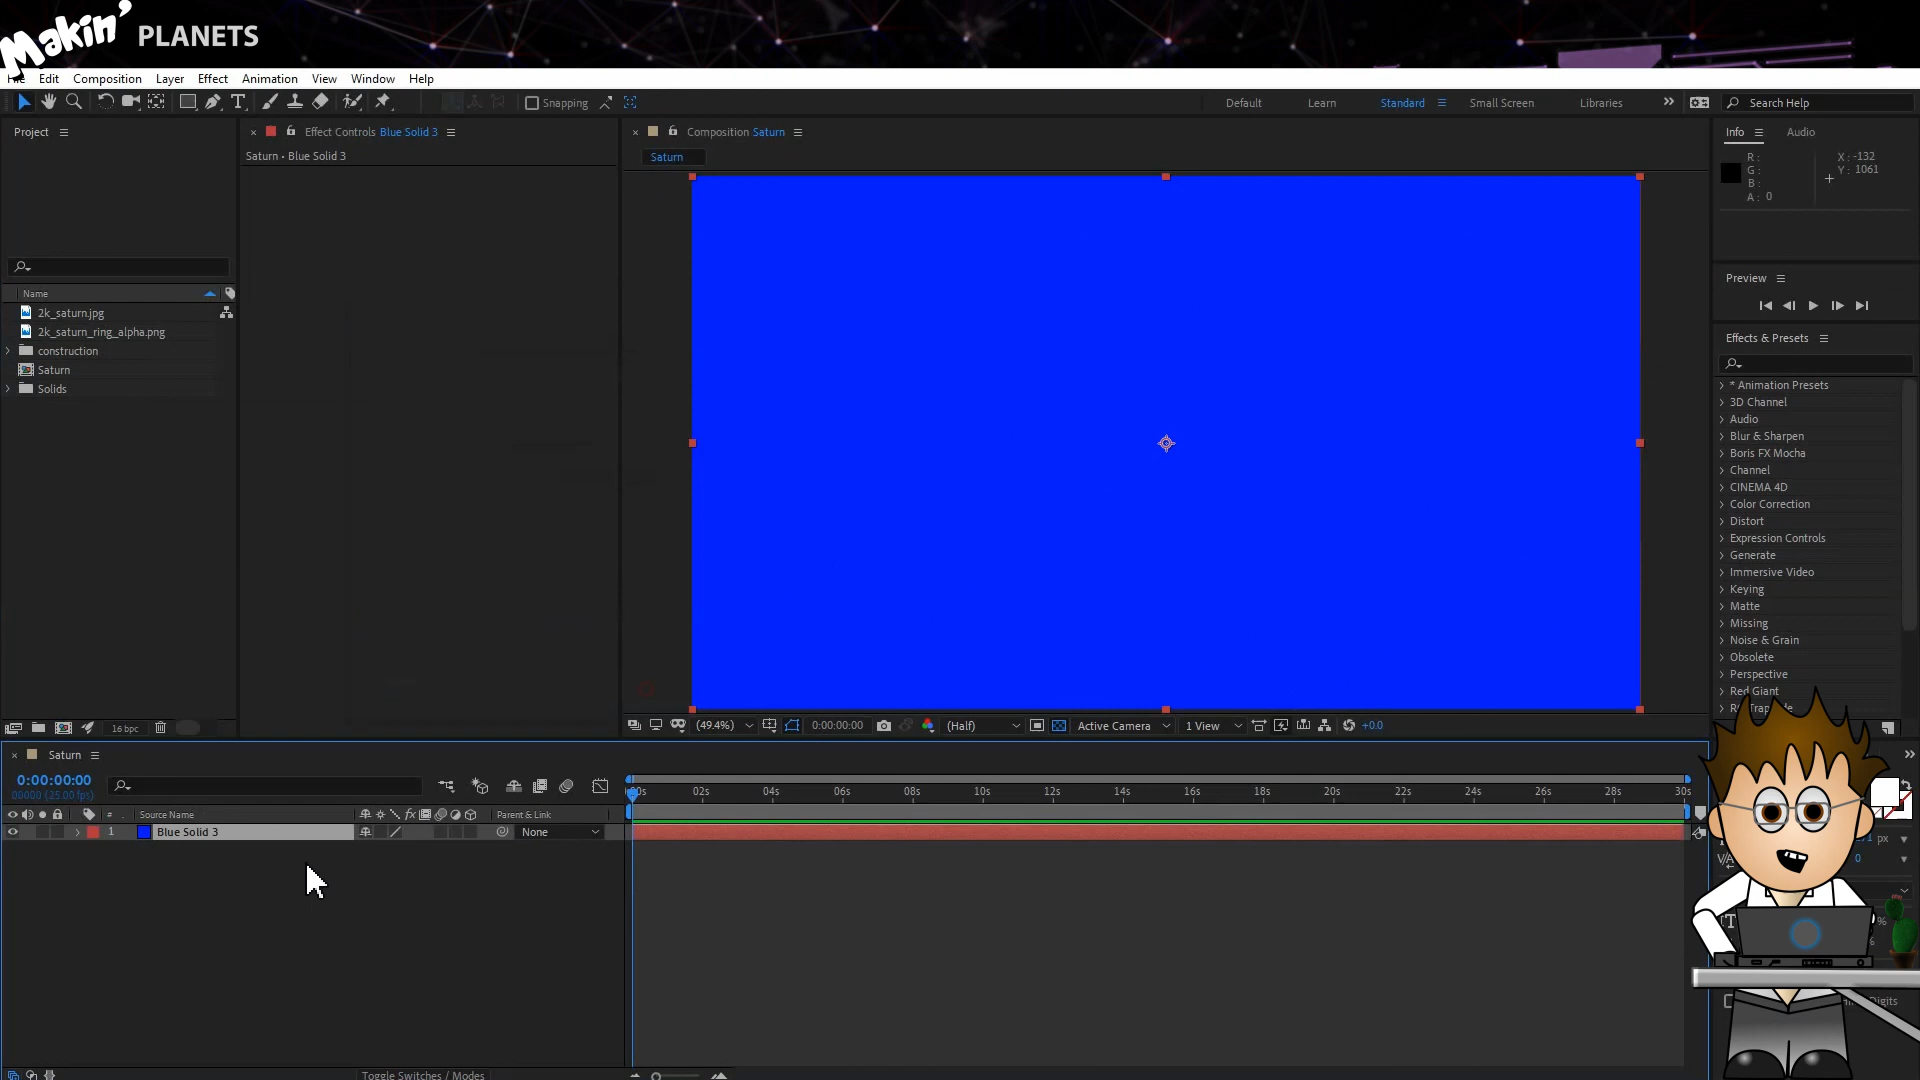 Makin' PLANETS
Edit Composition Layer Effect Animation View Window Help
Snapping
Default Learn Standard Small Screen Libraries
Search Help
Project
Effect Controls Blue Solid 3
Composition Saturn
Info
Audio
Saturn • Blue Solid 3
Saturn
R :
G :
B :
A : 0
X : -132
Y : 1061
Name
2k_saturn.jpg
2k_saturn_ring_alpha.png
construction
Saturn
Solids
Preview
Effects & Presets
* Animation Presets
3D Channel
Audio
Blur & Sharpen
Boris FX Mocha
Channel
CINEMA 4D
Color Correction
Distort
Expression Controls
Generate
Immersive Video
Keying
Matte
Missing
Noise & Grain
Obsolete
Perspective
Red Giant
16 bpc
(49.4%)
0:00:00:00
(Half)
Active Camera
1 View
+0.0
Saturn
0:00:00:00
00000 (25.00 fps)
02s 04s 06s 08s 10s 12s 14s 16s 18s 20s 22s 24s 26s 28s 30s
# Source Name
Parent & Link
1 Blue Solid 3
None
px
0
%
Digits
Toggle Switches / Modes